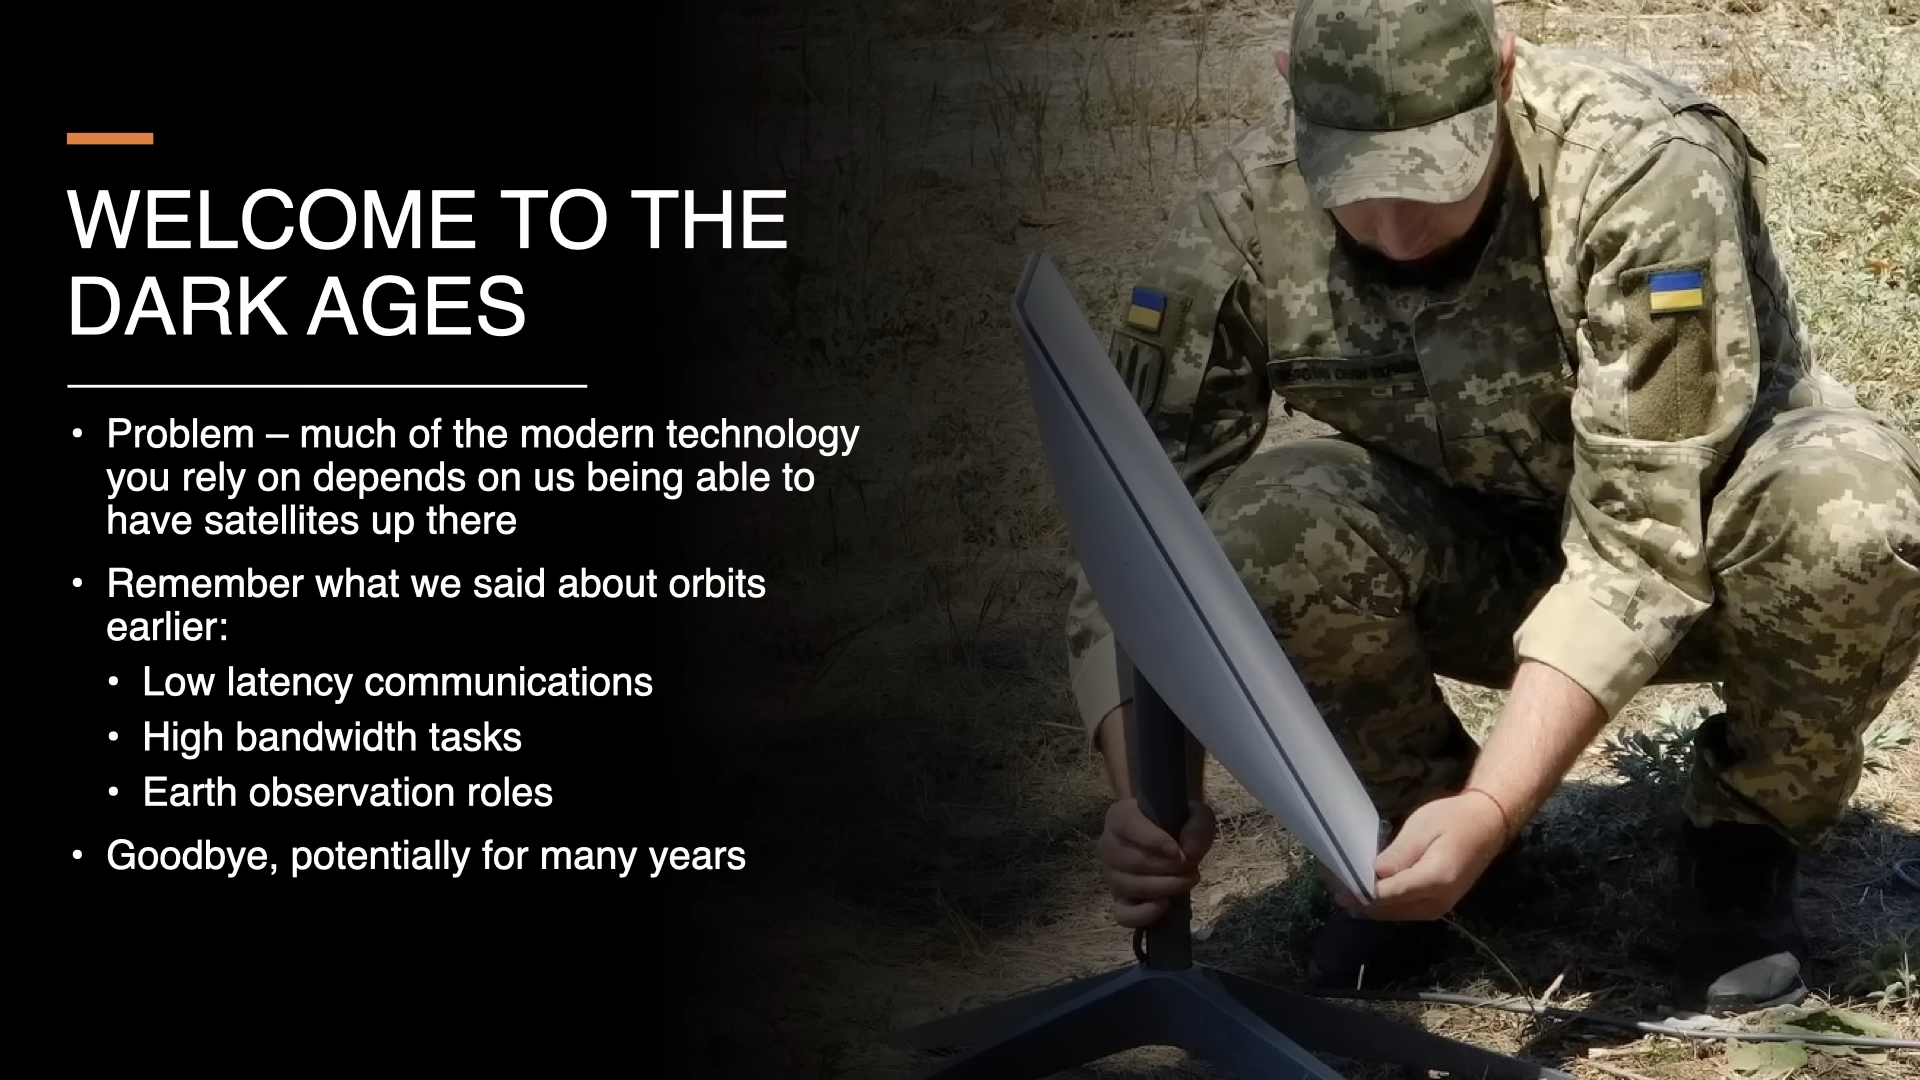 WELCOME TO THE
DARK AGES
• Problem – much of the modern technology
you rely on depends on us being able to
have satellites up there
• Remember what we said about orbits
earlier:
• Low latency communications
• High bandwidth tasks
• Earth observation roles
• Goodbye, potentially for many years